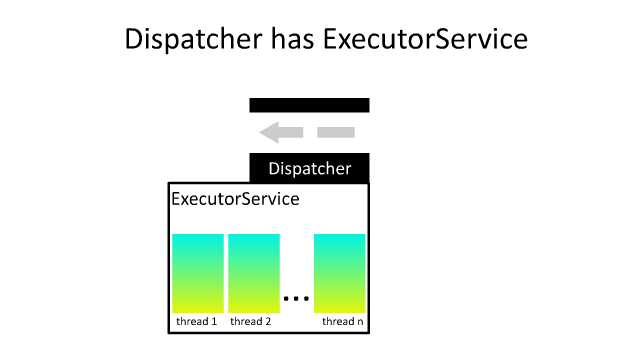 Dispatcher has ExecutorService
Dispatcher
ExecutorService
...
thread 1 thread 2 thread n